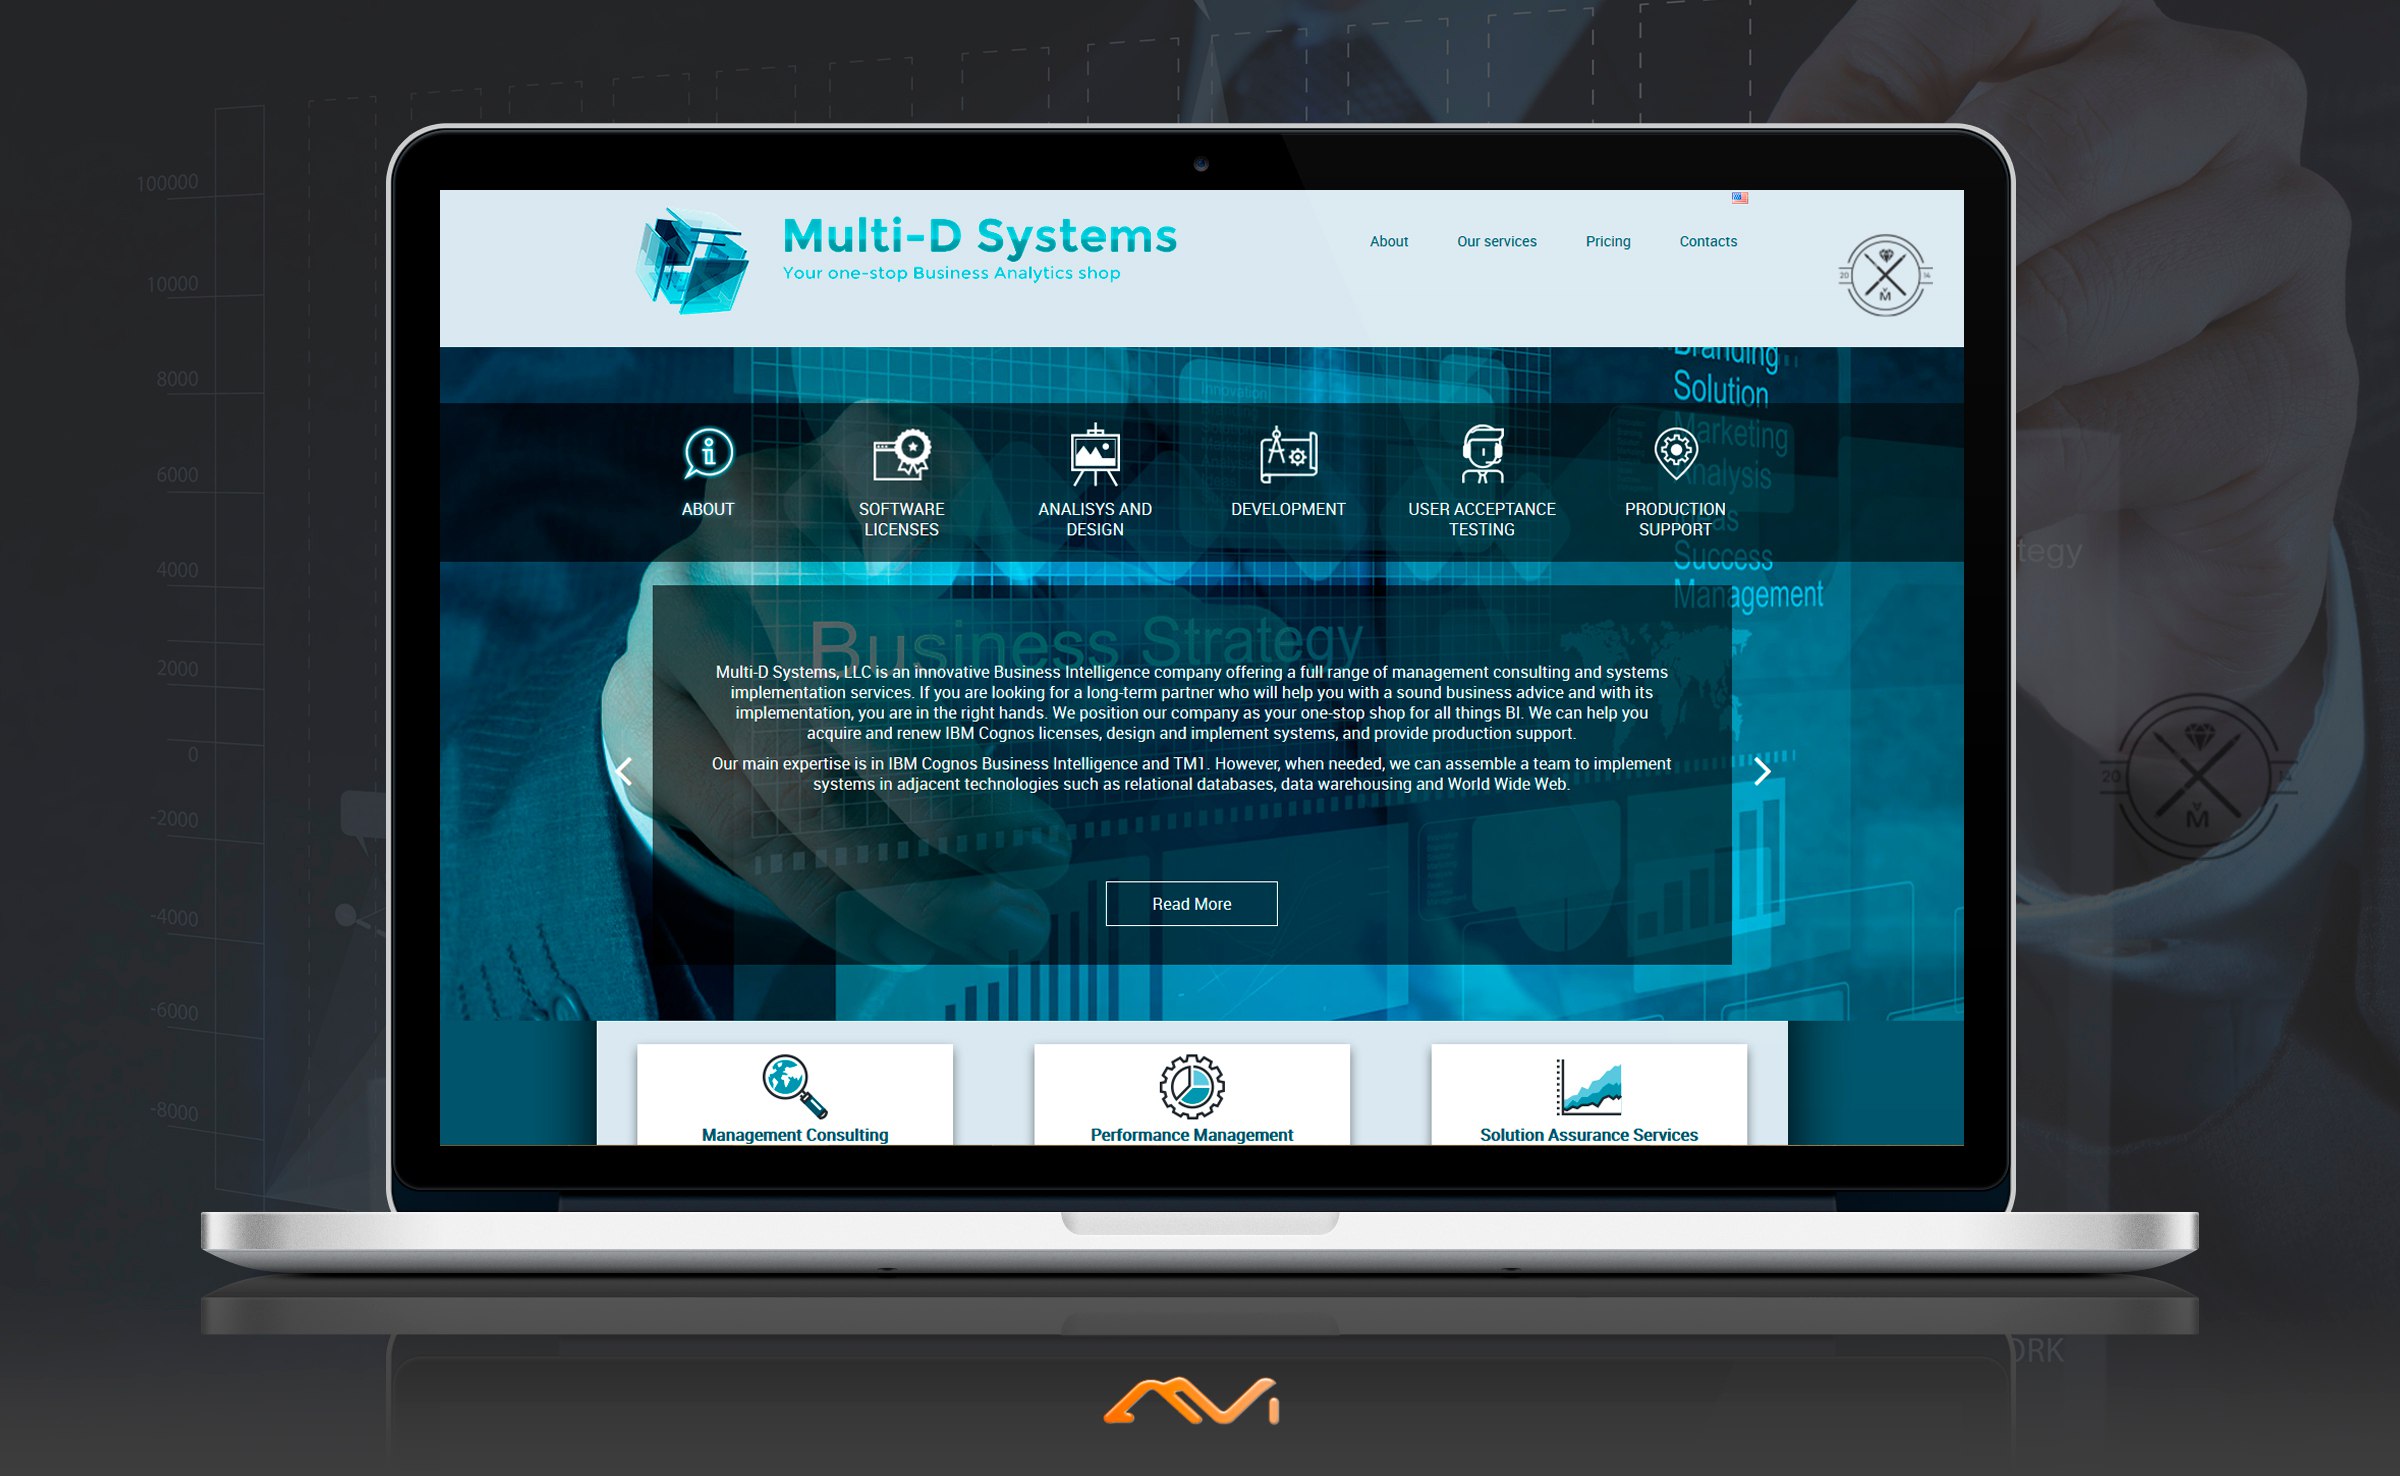 100000
10000
8000
6000
4000
2000
0
-2000
-4000
-6000
-8000
Multi-D Systems
Your one-stop Business Analytics shop
About
Our services
Pricing
Contacts
20 14
M
Branding
Solution
Marketing
Analysis
Ideas
Success
Management
Innovation
ABOUT
SOFTWARE
LICENSES
ANALISYS AND
DESIGN
DEVELOPMENT
USER ACCEPTANCE
TESTING
PRODUCTION
SUPPORT
Business Strategy
Multi-D Systems, LLC is an innovative Business Intelligence company offering a full range of management consulting and systems
implementation services. If you are looking for a long-term partner who will help you with a sound business advice and with its
implementation, you are in the right hands. We position our company as your one-stop shop for all things BI. We can help you
acquire and renew IBM Cognos licenses, design and implement systems, and provide production support.
Our main expertise is in IBM Cognos Business Intelligence and TM1. However, when needed, we can assemble a team to implement
systems in adjacent technologies such as relational databases, data warehousing and World Wide Web.
Read More
Management Consulting
Performance Management
Solution Assurance Services
tegy
20 14
M
ORK